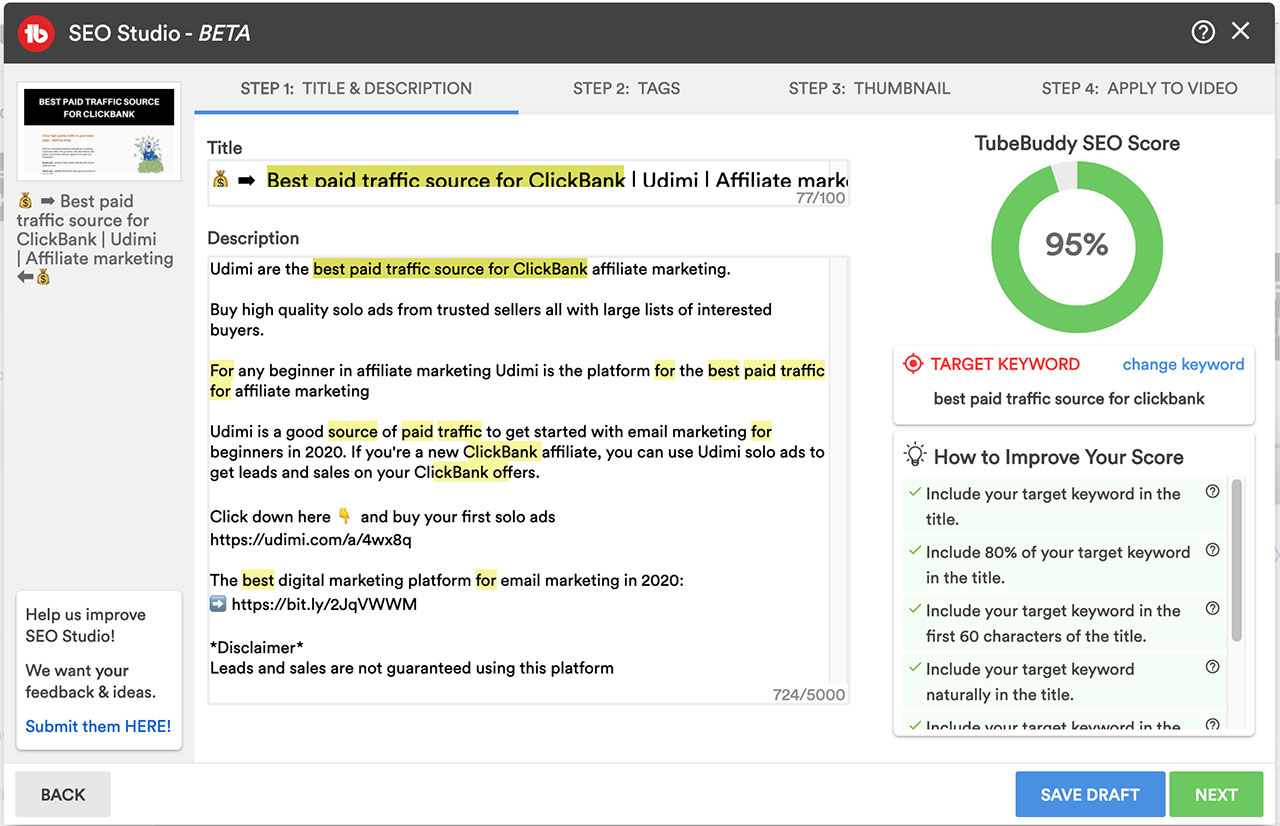 SEO Studio - BETA
STEP 1: TITLE & DESCRIPTION
STEP 2: TAGS
STEP 3: THUMBNAIL
STEP 4: APPLY TO VIDEO
BEST PAID TRAFFIC SOURCE
FOR CLICKBANK
💰 ➡ Best paid
traffic source for
ClickBank | Udimi
| Affiliate marketing
⬅💰
Help us improve
SEO Studio!
We want your
feedback & ideas.
Submit them HERE!
Title
💰 ➡ Best paid traffic source for ClickBank | Udimi | Affiliate mark
77/100
Description
Udimi are the best paid traffic source for ClickBank affiliate marketing.
Buy high quality solo ads from trusted sellers all with large lists of interested
buyers.
For any beginner in affiliate marketing Udimi is the platform for the best paid traffic
for affiliate marketing
Udimi is a good source of paid traffic to get started with email marketing for
beginners in 2020. If you're a new ClickBank affiliate, you can use Udimi solo ads to
get leads and sales on your ClickBank offers.
Click down here 👇 and buy your first solo ads
https://udimi.com/a/4wx8q
The best digital marketing platform for email marketing in 2020:
➡️ https://bit.ly/2JqVWWM
*Disclaimer*
Leads and sales are not guaranteed using this platform
724/5000
TubeBuddy SEO Score
95%
TARGET KEYWORD
change keyword
best paid traffic source for clickbank
How to Improve Your Score
Include your target keyword in the
title.
Include 80% of your target keyword
in the title.
Include your target keyword in the
first 60 characters of the title.
Include your target keyword
naturally in the title.
Include your target keyword in the
BACK
SAVE DRAFT
NEXT